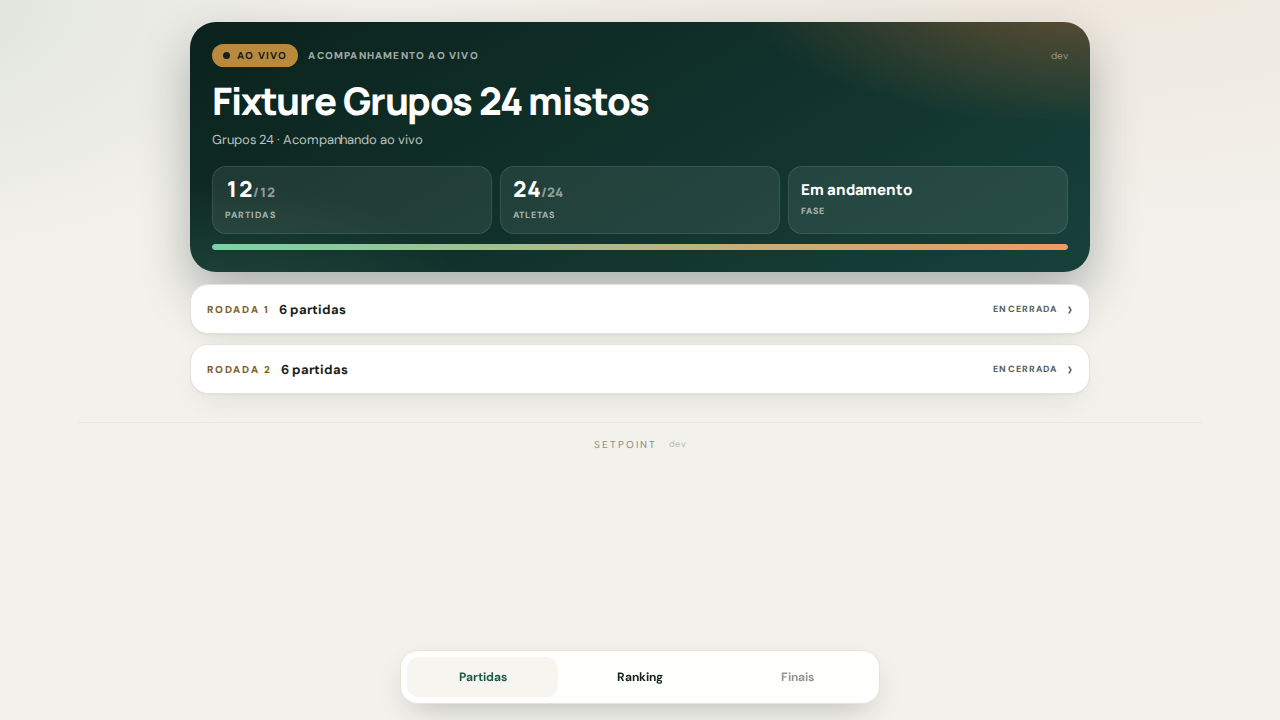 AO VIVO ACOMPANHAMENTO AO VIVO dev
Fixture Grupos 24 mistos
Grupos 24 · Acompanhando ao vivo
12/12 24/24 Em andamento
PARTIDAS ATLETAS FASE
RODADA 1 6 partidas ENCERRADA ›
RODADA 2 6 partidas ENCERRADA ›
SETPOINT dev
Partidas Ranking Finais